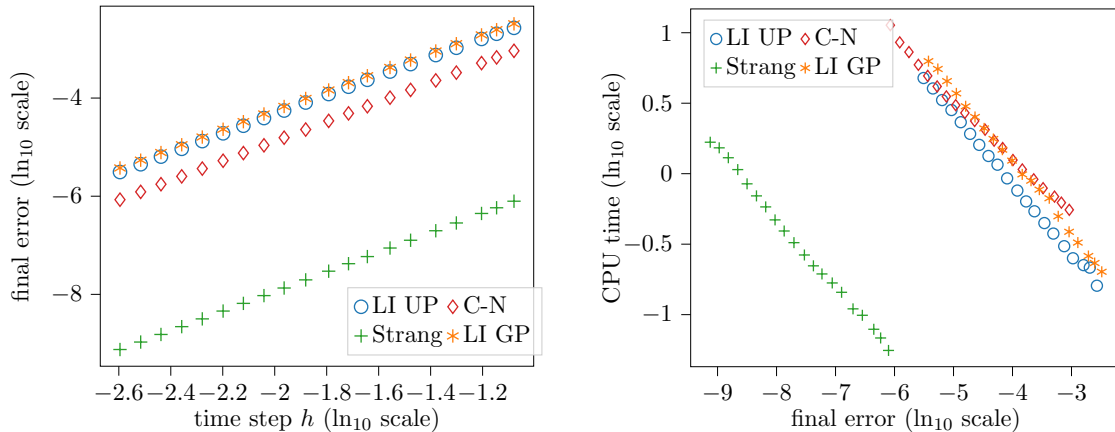 −4
−6
−8
final error (ln10 scale)
LI UP C-N
Strang LI GP
−2.6 −2.4 −2.2 −2 −1.8 −1.6 −1.4 −1.2
time step h (ln10 scale)
1
0.5
0
−0.5
−1
CPU time (ln10 scale)
LI UP C-N
Strang LI GP
−9 −8 −7 −6 −5 −4 −3
final error (ln10 scale)